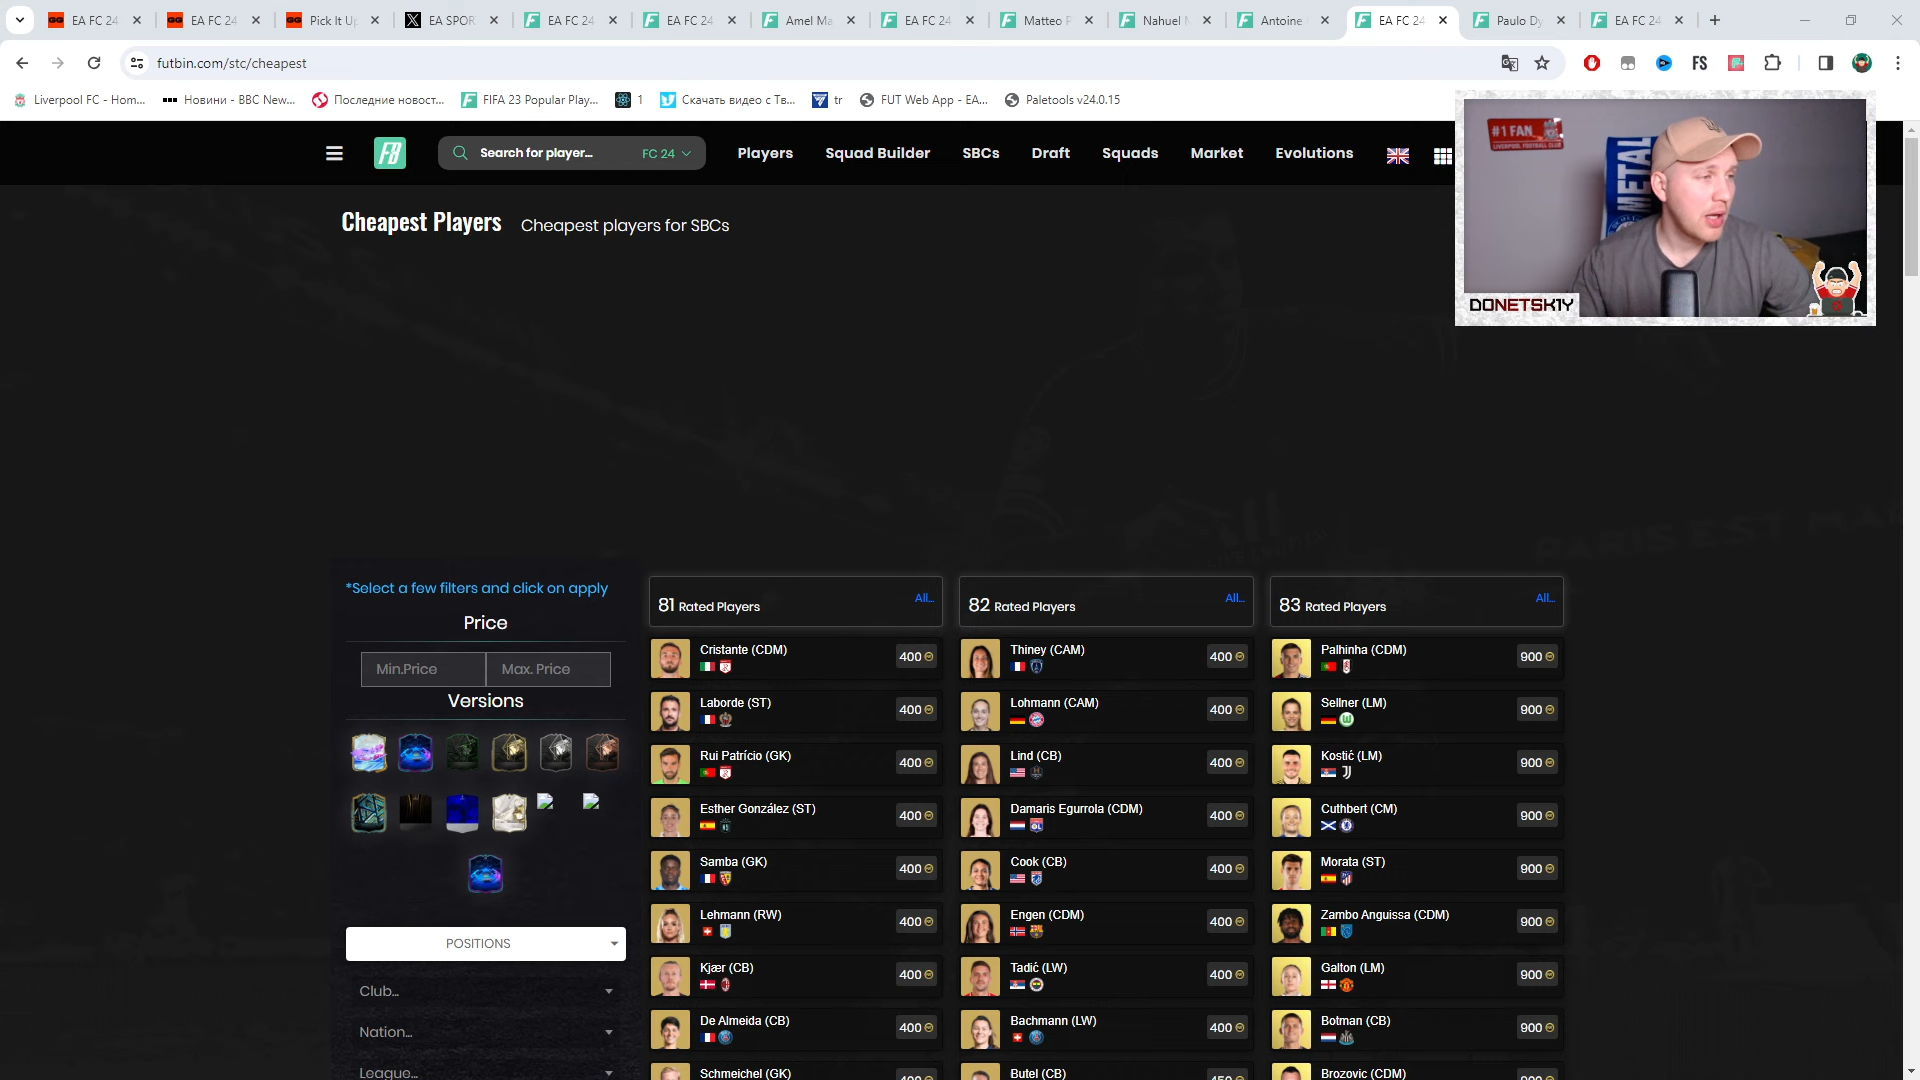 EA FC 24
EA FC 24
Pick It Up
EA SPOR
EA FC 24
EA FC 24
Amel Ma
EA FC 24
Matteo P
Nahuel M
Antoine
EA FC 24
Paulo Dy
EA FC 24
futbin.com/stc/cheapest
FS
Liverpool FC - Hom...
Новини - BBC New...
Последние новост...
FIFA 23 Popular Play...
1
Скачать видео с Тв...
tr
FUT Web App - EA...
Paletools v24.0.15
FB
Search for player...
FC 24
Players
Squad Builder
SBCs
Draft
Squads
Market
Evolutions
#1 FAN
LIVERPOOL FOOTBALL CLUB
METAL
DONETSK1Y
Cheapest Players
Cheapest players for SBCs
*Select a few filters and click on apply
Price
Min.Price
Max. Price
Versions
POSITIONS
Club...
Nation...
League...
81 Rated Players
All...
Cristante (CDM)
400
Laborde (ST)
400
Rui Patrício (GK)
400
Esther González (ST)
400
Samba (GK)
400
Lehmann (RW)
400
Kjær (CB)
400
De Almeida (CB)
400
Schmeichel (GK)
400
82 Rated Players
All...
Thiney (CAM)
400
Lohmann (CAM)
400
Lind (CB)
400
Damaris Egurrola (CDM)
400
Cook (CB)
400
Engen (CDM)
400
Tadić (LW)
400
Bachmann (LW)
400
Butel (CB)
450
83 Rated Players
All...
Palhinha (CDM)
900
Sellner (LM)
900
Kostić (LM)
900
Cuthbert (CM)
900
Morata (ST)
900
Zambo Anguissa (CDM)
900
Galton (LM)
900
Botman (CB)
900
Brozovic (CDM)
900